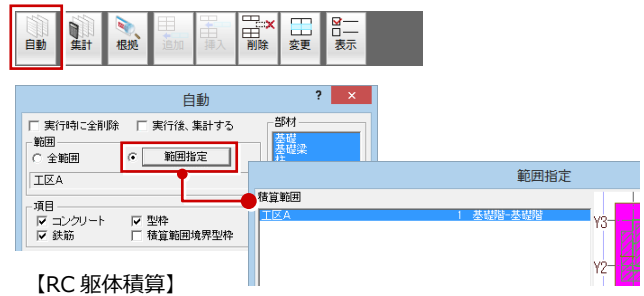 自動 集計 根拠 追加 挿入 削除 変更 表示
自動 ? ×
実行時に全削除 実行後、集計する 部材
範囲 基礎
全範囲 範囲指定 基礎梁
柱
工区A
範囲指定
積算範囲
工区A 1 基礎階-基礎階
Y3
Y2
項目
コンクリート 型枠
鉄筋 積算範囲境界型枠
【RC 躯体積算】